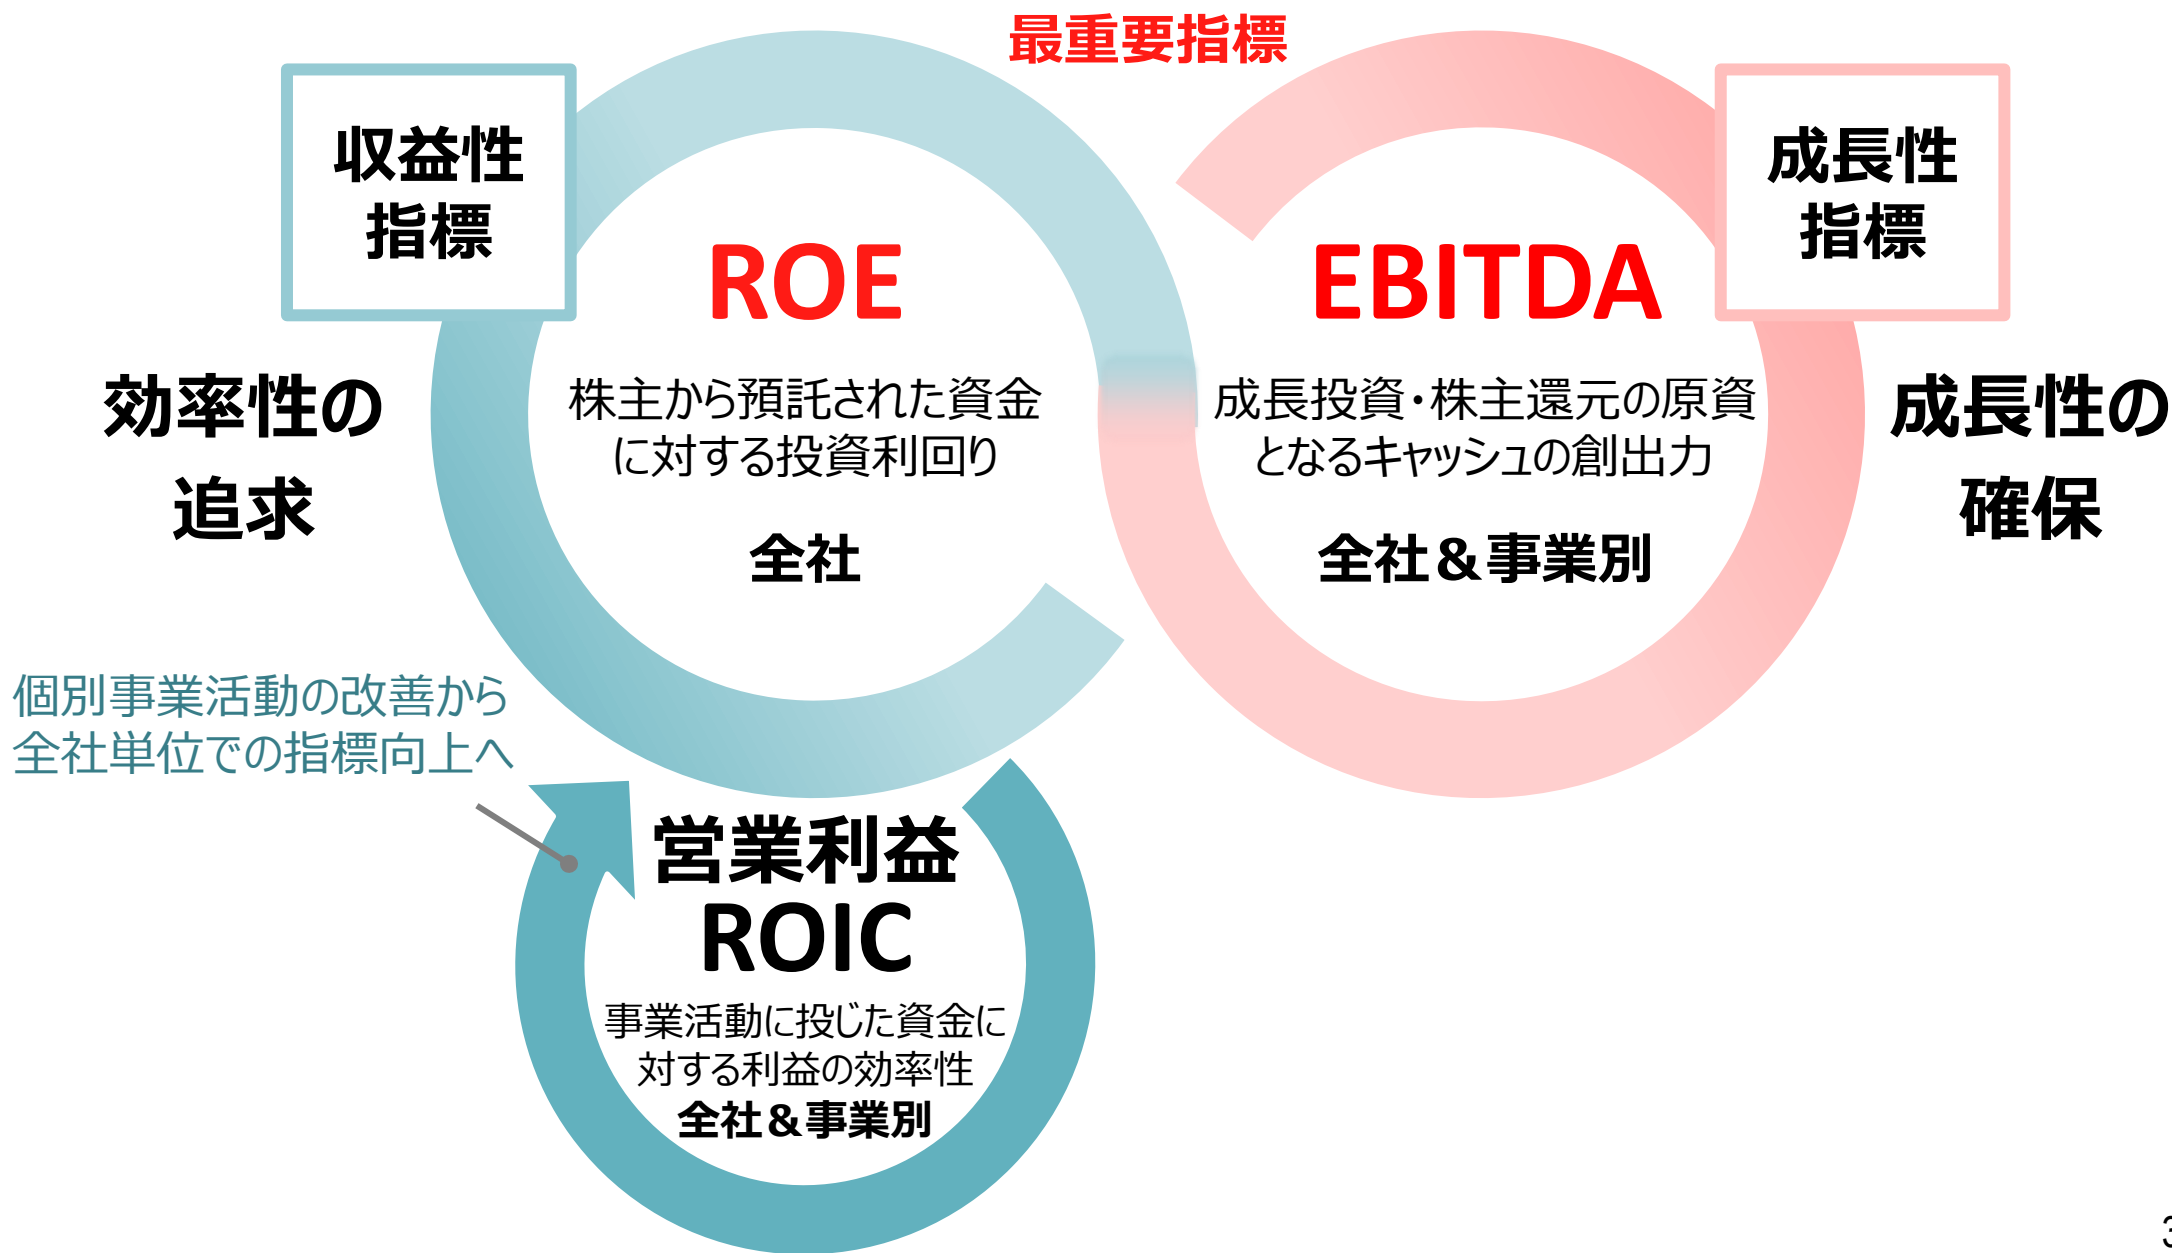 最重要指標
収益性
指標
成長性
指標
ROE
EBITDA
効率性の
追求
株主から預託された資金
に対する投資利回り
全社
成長投資・株主還元の原資
となるキャッシュの創出力
全社＆事業別
成長性の
確保
個別事業活動の改善から
全社単位での指標向上へ
営業利益
ROIC
事業活動に投じた資金に
対する利益の効率性
全社＆事業別